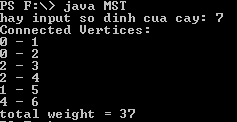 PS F:\> java MST
hay input so dinh cua cay: 7
Connected Vertices:
0 - 1
0 - 2
2 - 3
2 - 4
1 - 5
4 - 6
total weight = 37